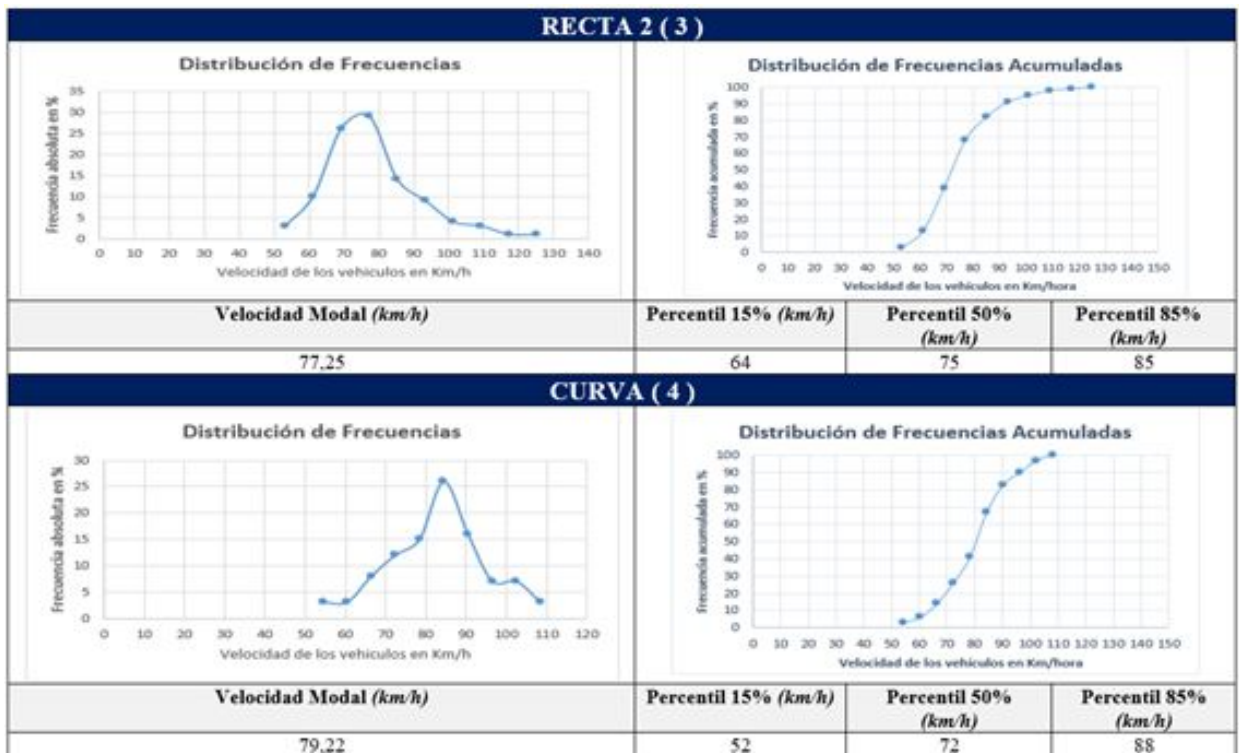 RECTA 2 ( 3 )
Distribución de Frecuencias
Frecuencia absoluta en %
35
30
25
20
15
10
5
0
0 10 20 30 40 50 60 70 80 90 100 110 120 130 140
Velocidad de los vehiculos en Km/h
Distribución de Frecuencias Acumuladas
Frecuencia acumulada en %
100
90
80
70
60
50
40
30
20
10
0
0 10 20 30 40 50 60 70 80 90 100 110 120 130 140 150
Velocidad de los vehiculos en Km/hora
Velocidad Modal (km/h)
Percentil 15% (km/h)
Percentil 50%
(km/h)
Percentil 85%
(km/h)
77,25
64
75
85
CURVA ( 4 )
Distribución de Frecuencias
Frecuencia absoluta en %
30
25
20
15
10
5
0
0 10 20 30 40 50 60 70 80 90 100 110 120
Velocidad de los vehiculos en Km/h
Distribución de Frecuencias Acumuladas
Frecuencia acumulada en %
100
90
80
70
60
50
40
30
20
10
0
0 10 20 30 40 50 60 70 80 90 100 110 120 130 140 150
Velocidad de los vehiculos en Km/hora
Velocidad Modal (km/h)
Percentil 15% (km/h)
Percentil 50%
(km/h)
Percentil 85%
(km/h)
79,22
52
72
88